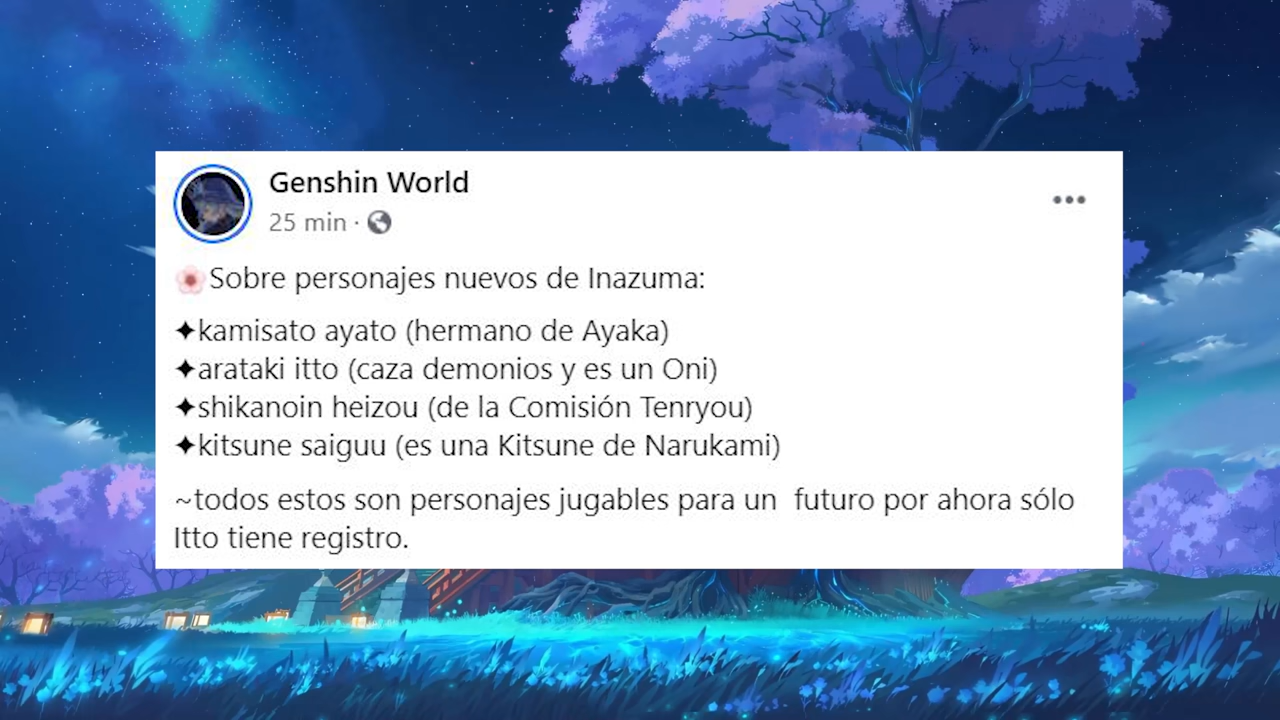 Genshin World
25 min ·
🌸Sobre personajes nuevos de Inazuma:
✦kamisato ayato (hermano de Ayaka)
✦arataki itto (caza demonios y es un Oni)
✦shikanoin heizou (de la Comisión Tenryou)
✦kitsune saiguu (es una Kitsune de Narukami)
~todos estos son personajes jugables para un  futuro por ahora sólo
Itto tiene registro.